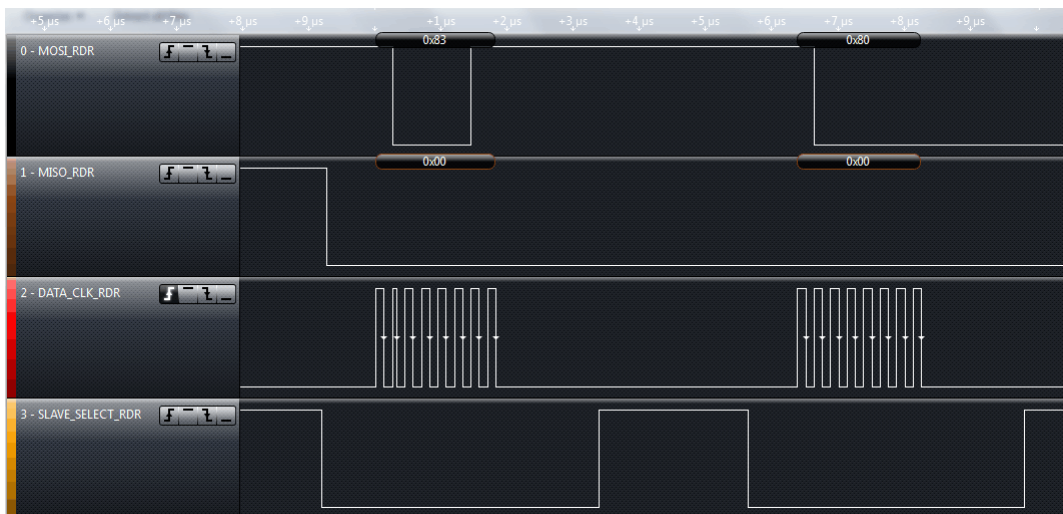 +5 µs +6 µs +7 µs +8 µs +9 µs +1 µs +2 µs +3 µs +4 µs +5 µs +6 µs +7 µs +8 µs +9 µs
0x83 0x80
0 - MOSI_RDR
0x00 0x00
1 - MISO_RDR
2 - DATA_CLK_RDR
3 - SLAVE_SELECT_RDR